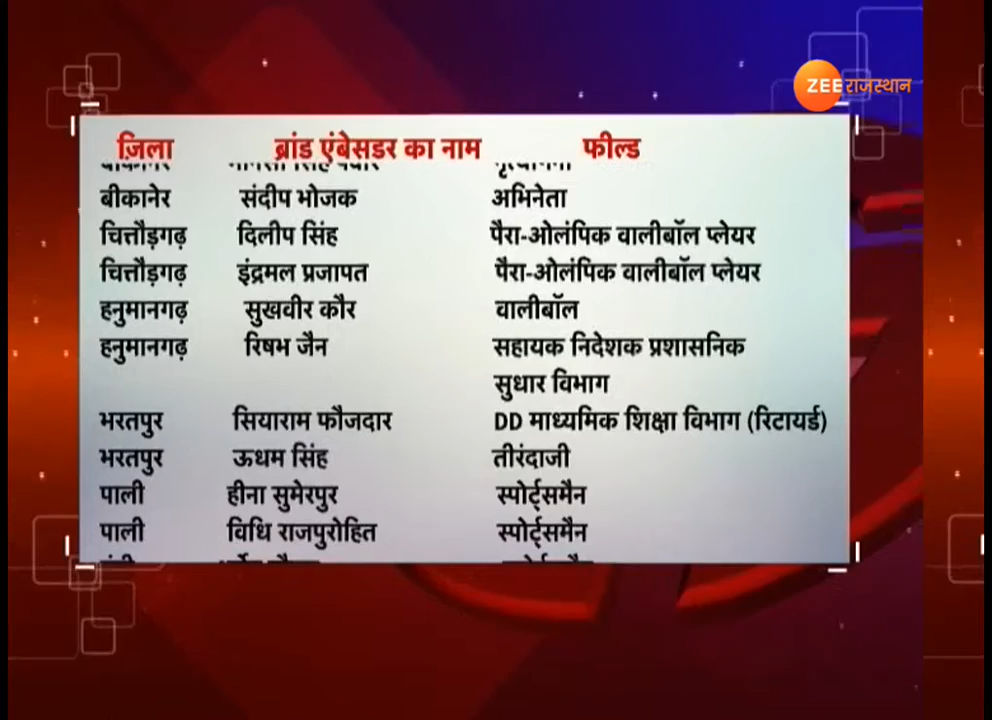 ZEE राजस्थान
ज़िला ब्रांड एंबेसडर का नाम फील्ड
बीकानेर संदीप भोजक अभिनेता
चित्तौड़गढ़ दिलीप सिंह पैरा-ओलंपिक वालीबॉल प्लेयर
चित्तौड़गढ़ इंद्रमल प्रजापत पैरा-ओलंपिक वालीबॉल प्लेयर
हनुमानगढ़ सुखवीर कौर वालीबॉल
हनुमानगढ़ रिषभ जैन सहायक निदेशक प्रशासनिक
सुधार विभाग
भरतपुर सियाराम फौजदार DD माध्यमिक शिक्षा विभाग (रिटायर्ड)
भरतपुर ऊधम सिंह तीरंदाजी
पाली हीना सुमेरपुर स्पोर्ट्समैन
पाली विधि राजपुरोहित स्पोर्ट्समैन